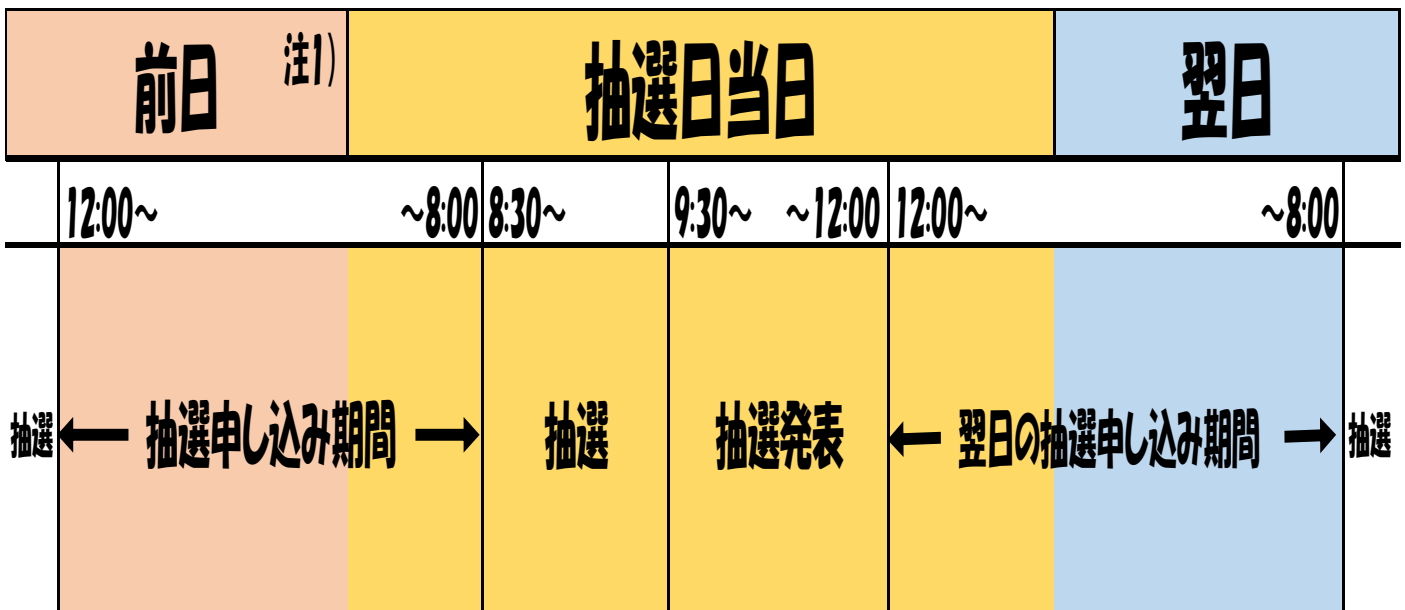 前日 注1) 抽選日当日 翌日
12:00～ ～8:00 8:30～ 9:30～ ～12:00 12:00～ ～8:00
抽選 抽選申し込み期間 抽選 抽選発表 翌日の抽選申し込み期間 抽選